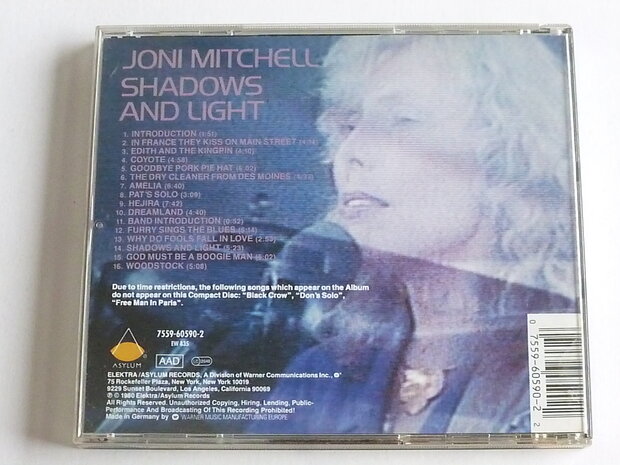 JONI MITCHELL
SHADOWS
AND LIGHT
1. INTRODUCTION (1:51)
2. IN FRANCE THEY KISS ON MAIN STREET (4:14)
3. EDITH AND THE KINGPIN (4:10)
4. COYOTE (4:58)
5. GOODBYE PORK PIE HAT (6:02)
6. THE DRY CLEANER FROM DES MOINES
7. AMELIA (6:40)
8. PAT'S SOLO (3:09)
9. HEJIRA (7:42)
10. DREAMLAND (4:40)
11. BAND INTRODUCTION (0:52)
12. FURRY SINGS THE BLUES (5:14)
13. WHY DO FOOLS FALL IN LOVE (2:53)
14. SHADOWS AND LIGHT (5:23)
15. GOD MUST BE A BOOGIE MAN (5:02)
16. WOODSTOCK (5:08)
Due to time restrictions, the following songs which appear on the Album
do not appear on this Compact Disc: "Black Crow", "Don's Solo",
"Free Man In Paris".
7559-60590-2
EW 835
ASYLUM
AAD
ELEKTRA/ASYLUM RECORDS, A Division of Warner Communications Inc.,
75 Rockefeller Plaza, New York, New York 10019
9229 Sunset Boulevard, Los Angeles, California 90069
℗ © 1980 Elektra/Asylum Records
All Rights Reserved. Unauthorized Copying, Hiring, Lending, Public-
Performance And Broadcasting Of This Recording Prohibited!
Made in Germany by WARNER MUSIC MANUFACTURING EUROPE
0 7559-60590-2 2